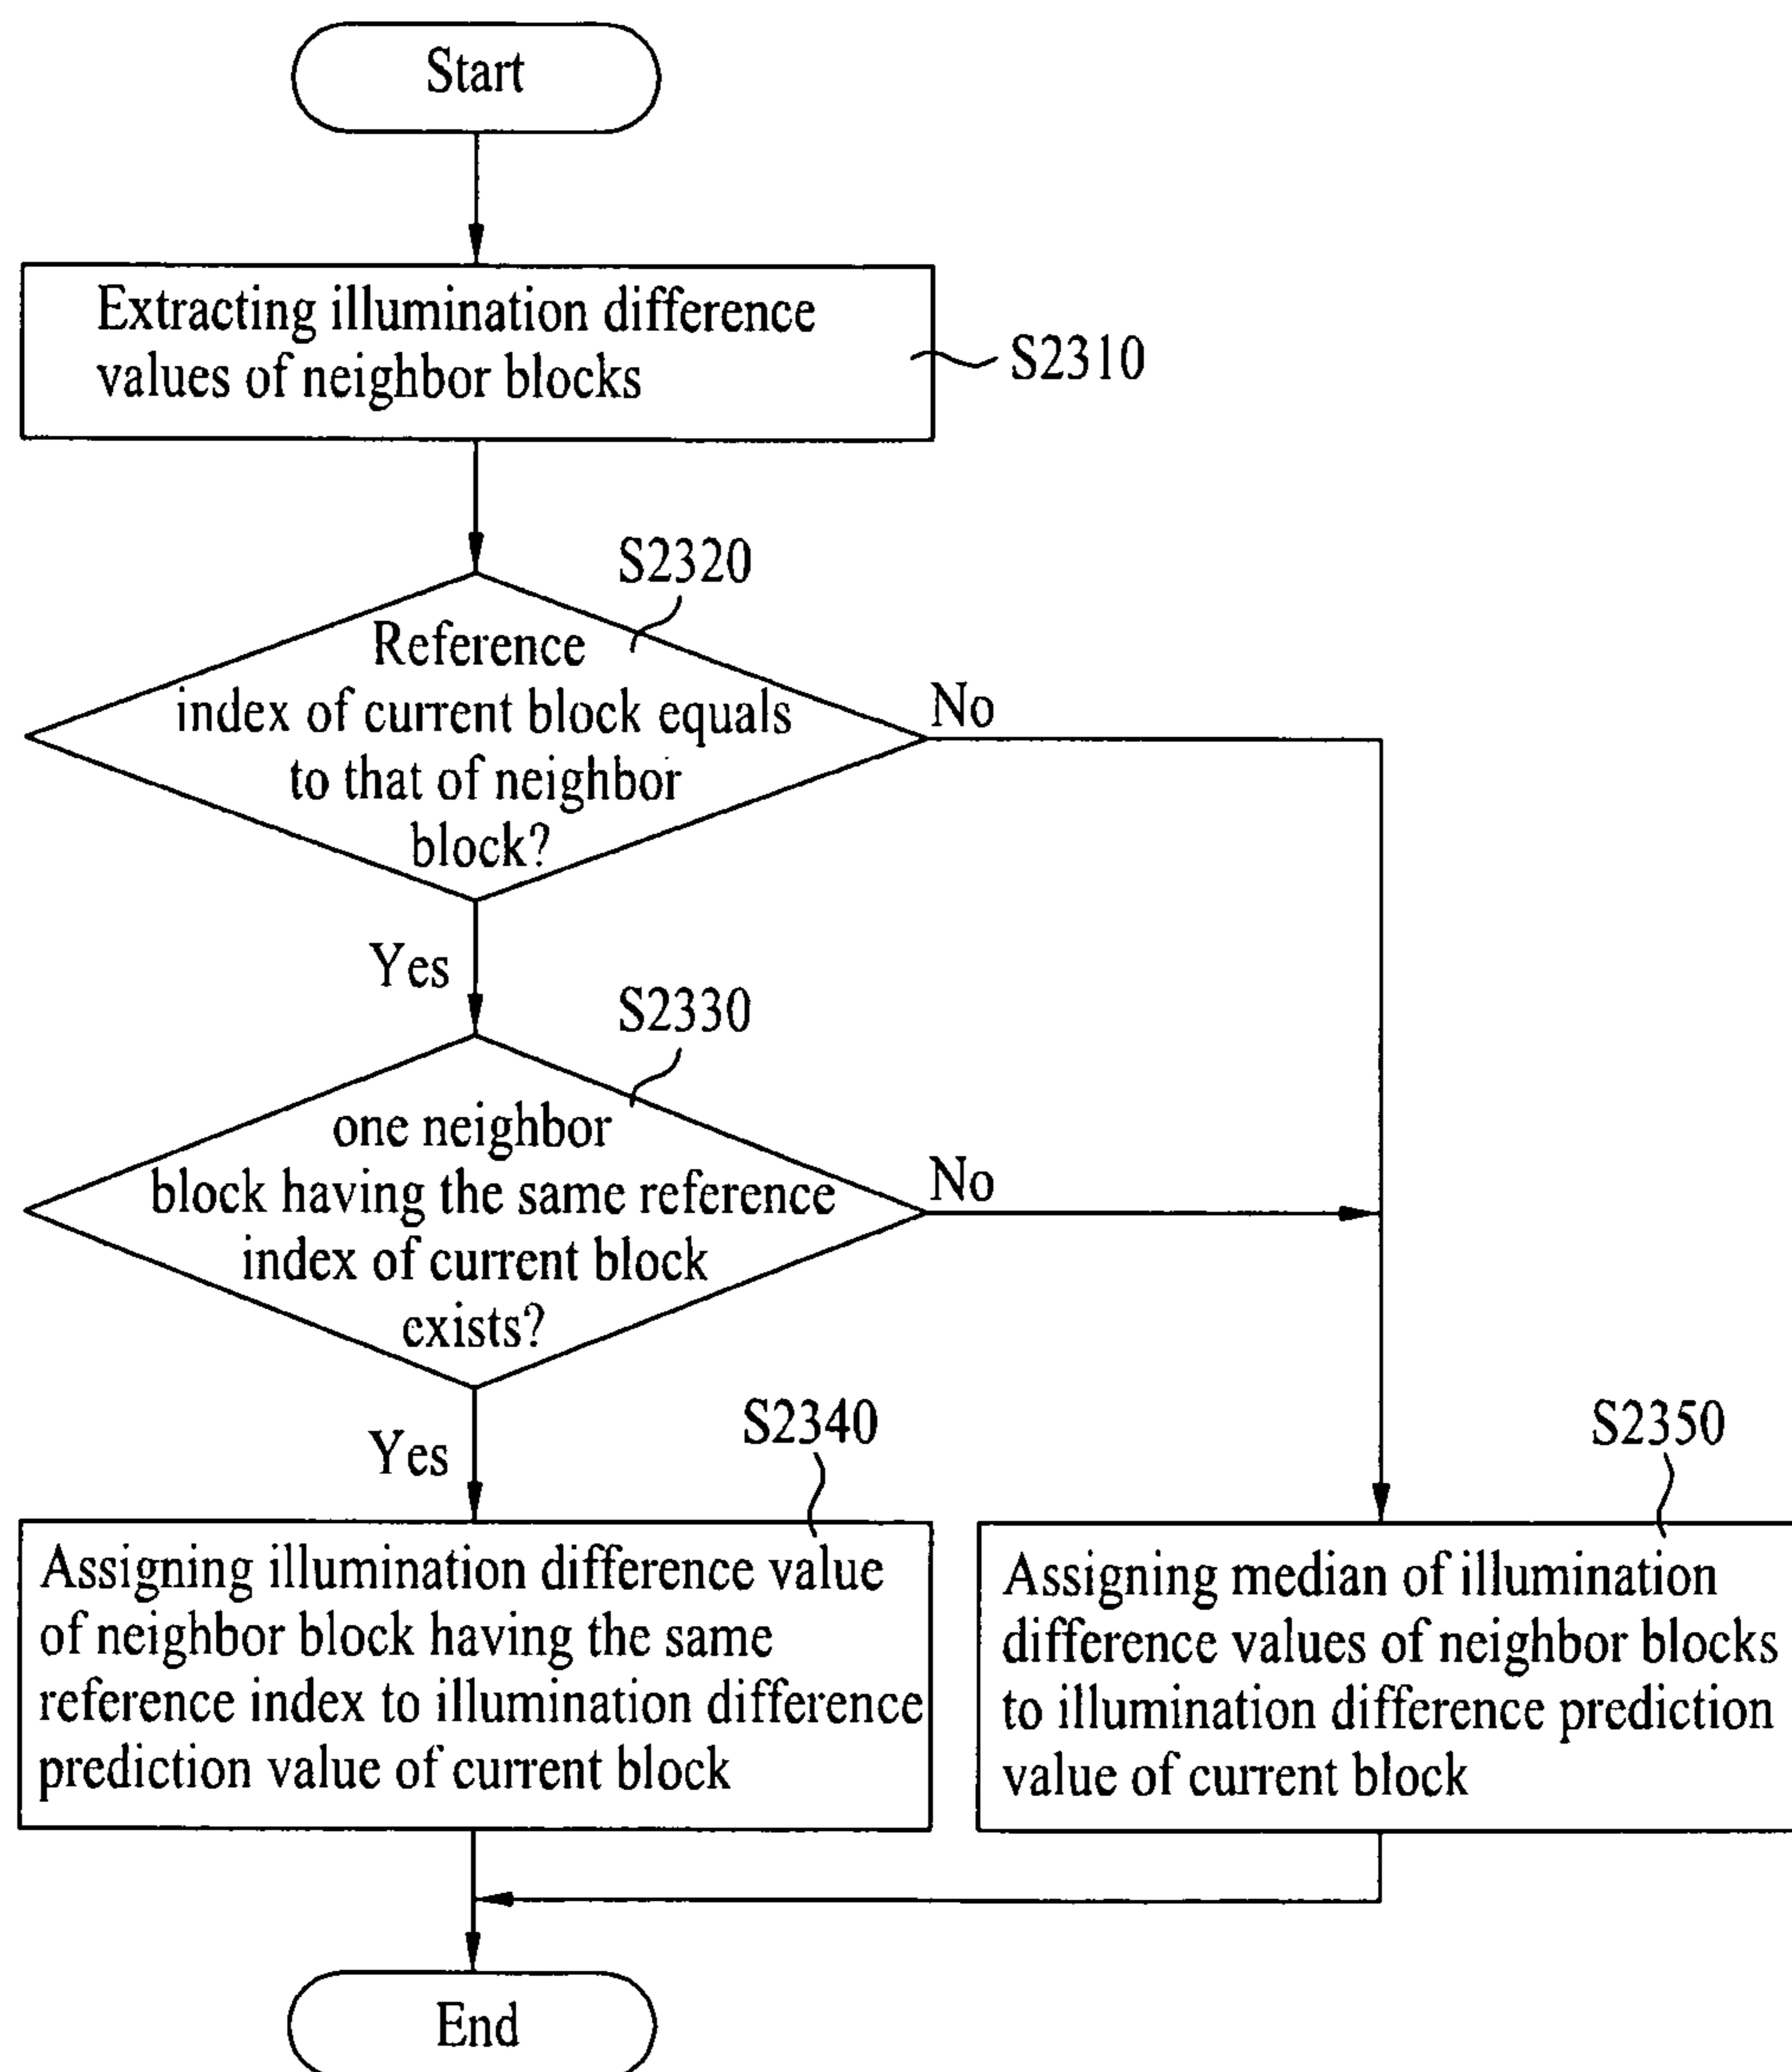 Start
Extracting illumination difference
values of neighbor blocks
S2310
S2320
Reference
index of current block equals
to that of neighbor
block?
No
Yes
S2330
one neighbor
block having the same reference
index of current block
exists?
No
Yes
S2340
Assigning illumination difference value
of neighbor block having the same
reference index to illumination difference
prediction value of current block
S2350
Assigning median of illumination
difference values of neighbor blocks
to illumination difference prediction
value of current block
End